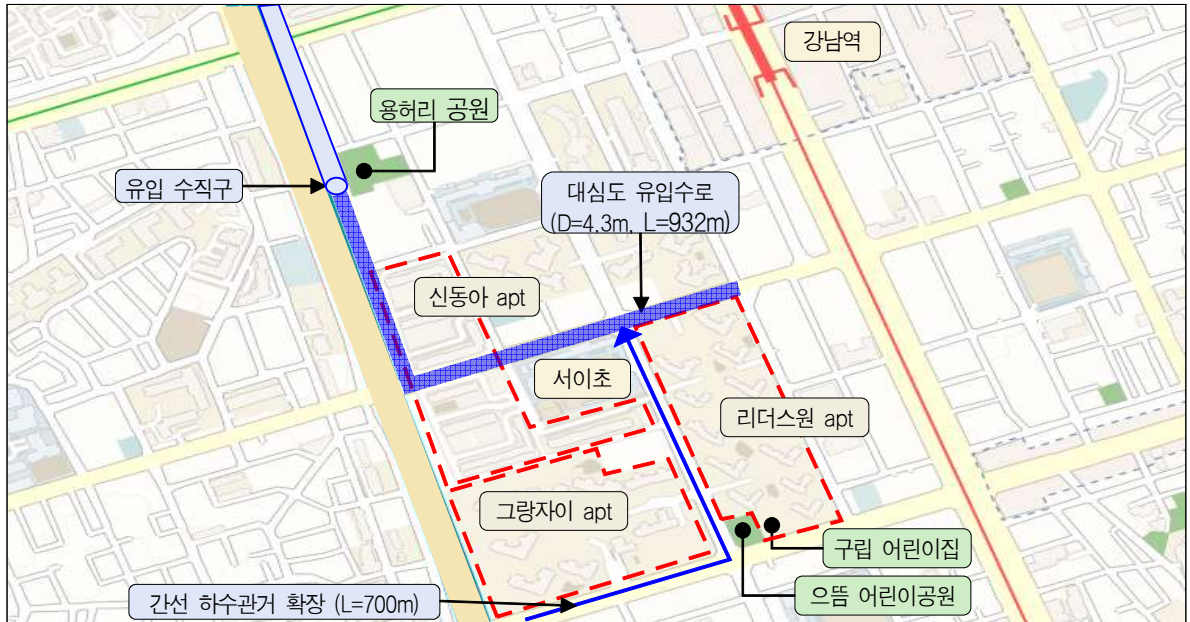 강남역
용허리 공원
유입 수직구
대심도 유입수로
(D=4.3m, L=932m)
신동아 apt
서이초
리더스원 apt
그랑자이 apt
구립 어린이집
으뜸 어린이공원
간선 하수관거 확장 (L=700m)